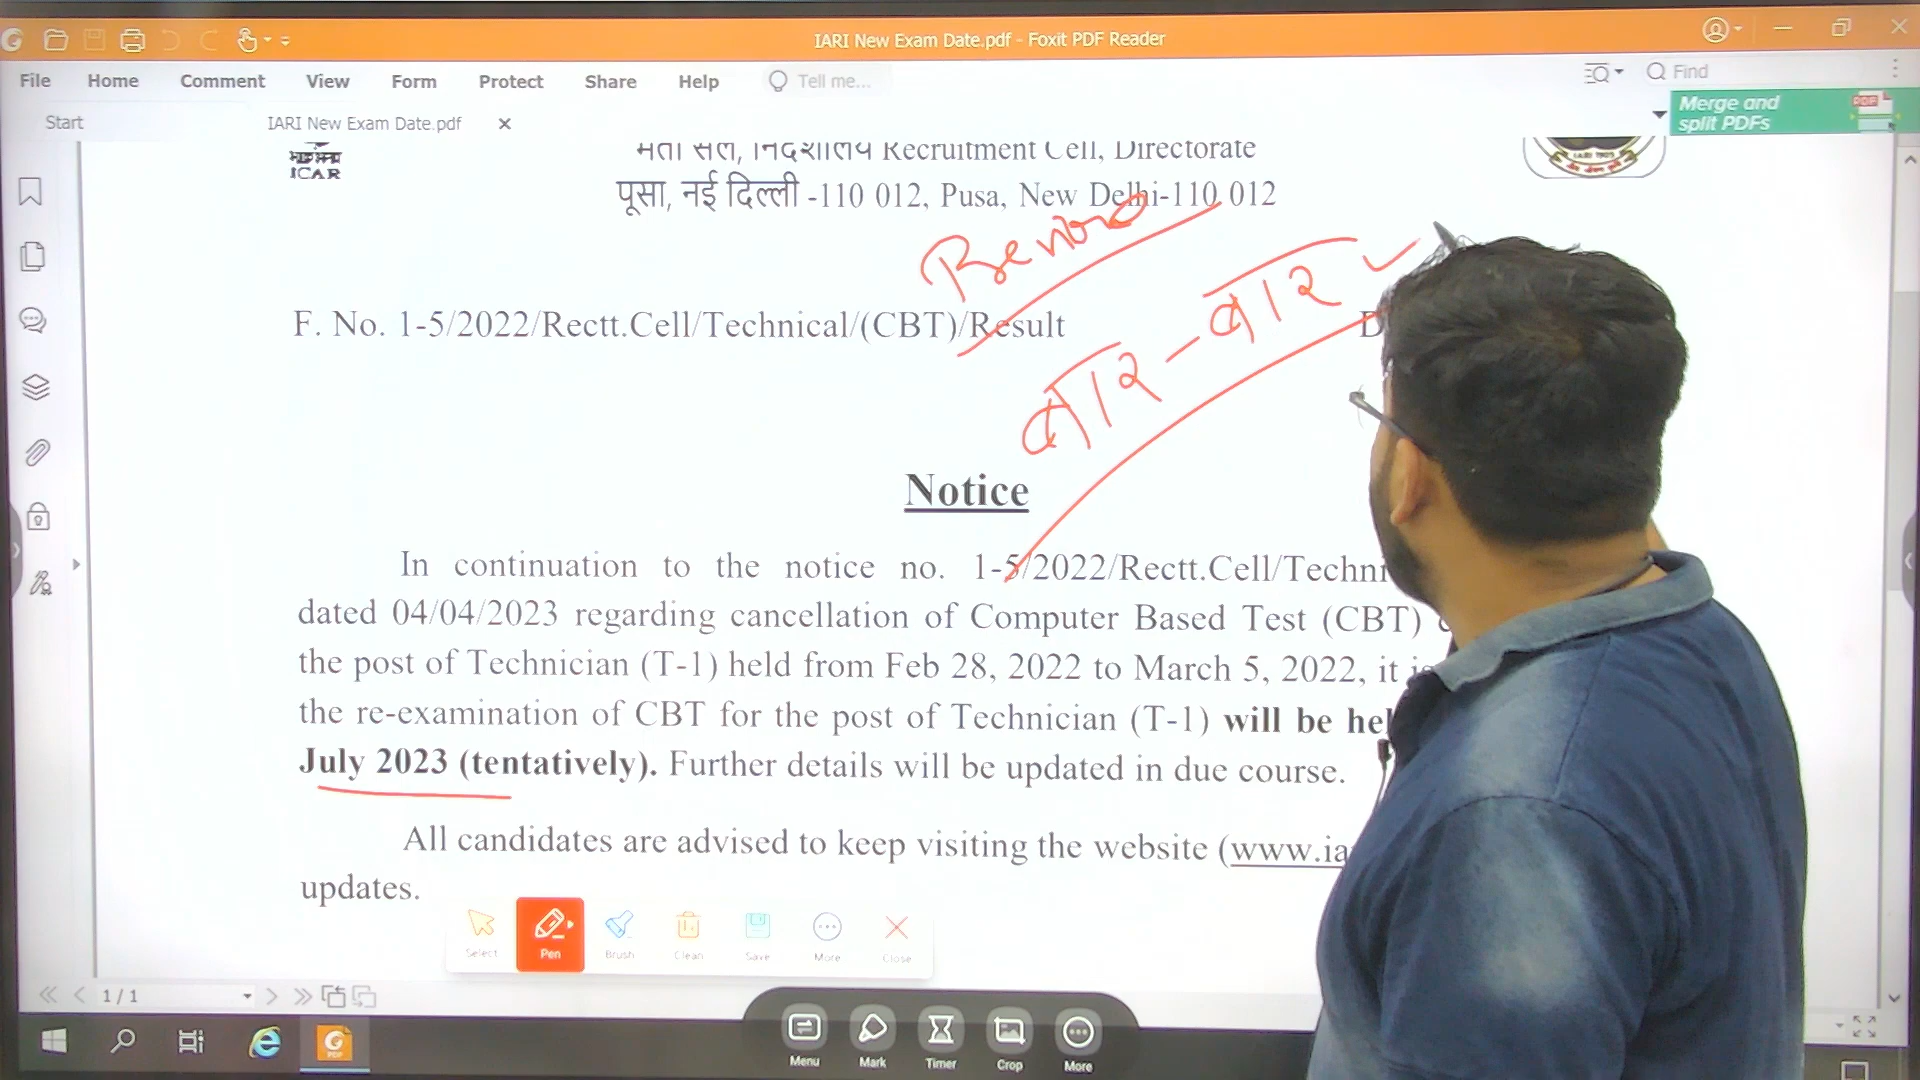 IARI New Exam Date.pdf - Foxit PDF Reader
File Home Comment View Form Protect Share Help Tell me... Find
Start IARI New Exam Date.pdf
Merge and
split PDFs
ICAR
भर्ती सेल, निदेशालय Recruitment Cell, Directorate
IARI 1905
पूसा, नई दिल्ली -110 012, Pusa, New Delhi-110 012
F. No. 1-5/2022/Rectt.Cell/Technical/(CBT)/Result D
बार - बार
Notice
In continuation to the notice no. 1-5/2022/Rectt.Cell/Techni
dated 04/04/2023 regarding cancellation of Computer Based Test (CBT)
the post of Technician (T-1) held from Feb 28, 2022 to March 5, 2022, it is
the re-examination of CBT for the post of Technician (T-1) will be hel
July 2023 (tentatively). Further details will be updated in due course.
All candidates are advised to keep visiting the website (www.ia
updates.
Select Pen Brush Clean Save More Close
1 / 1
Menu Mark Timer Crop More